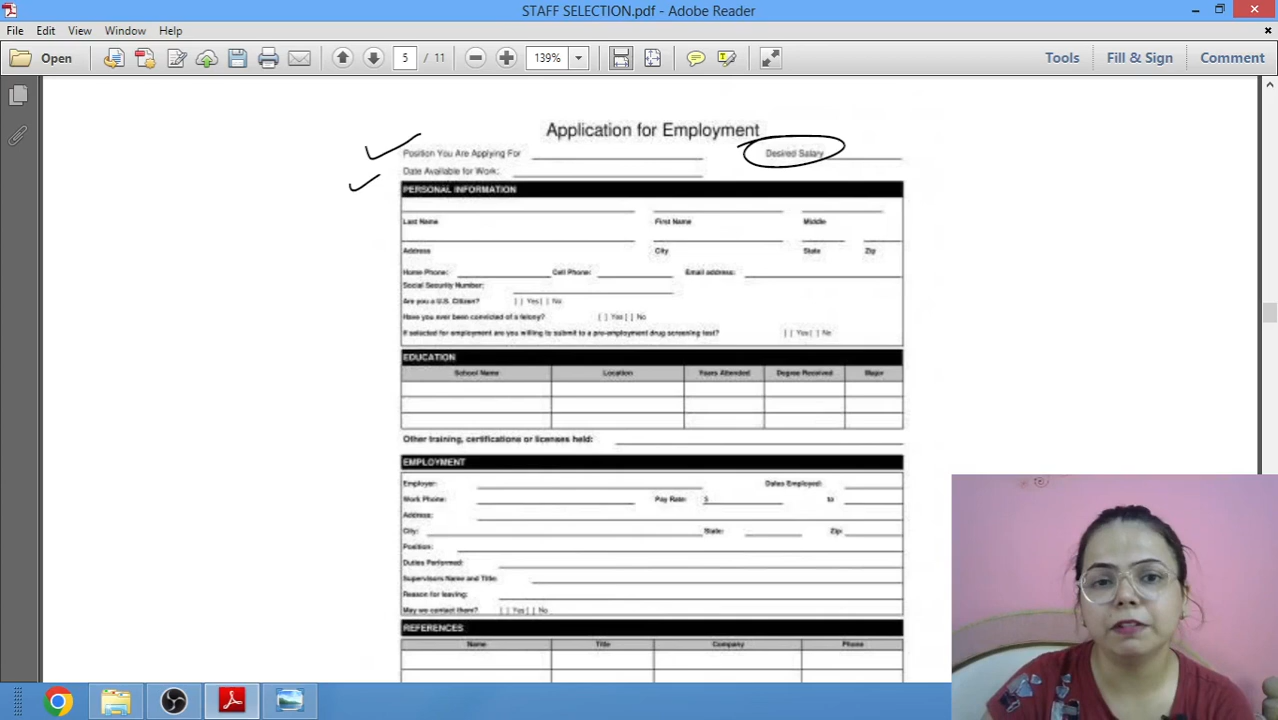 STAFF SELECTION.pdf - Adobe Reader
File Edit View Window Help
Open 5 / 11 139% Tools Fill & Sign Comment
Application for Employment
Position You Are Applying For Desired Salary
Date Available for Work:
PERSONAL INFORMATION
Last Name First Name Middle
Address City State Zip
Home Phone: Cell Phone: Email address:
Social Security Number:
Are you a U.S. Citizen? [ ] Yes [ ] No
Have you ever been convicted of a felony? [ ] Yes [ ] No
If selected for employment are you willing to submit to a pre-employment drug screening test? [ ] Yes [ ] No
EDUCATION
School Name Location Years Attended Degree Received Major
Other training, certifications or licenses held:
EMPLOYMENT
Employer: Dates Employed:
Work Phone: Pay Rate: $ to
Address:
City: State: Zip:
Position:
Duties Performed:
Supervisors Name and Title:
Reason for leaving:
May we contact them? [ ] Yes [ ] No
REFERENCES
Name Title Company Phone